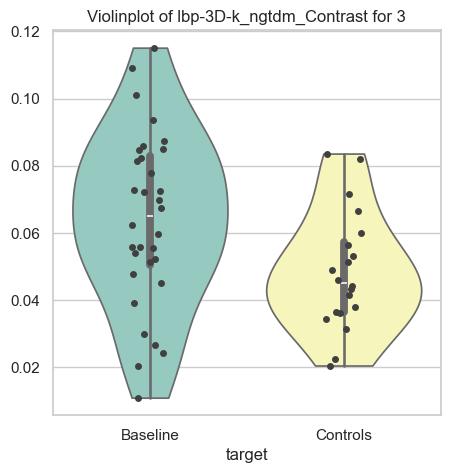 Violinplot of lbp-3D-k_ngtdm_Contrast for 3
0.12
0.10
0.08
0.06
0.04
0.02
Baseline Controls
target